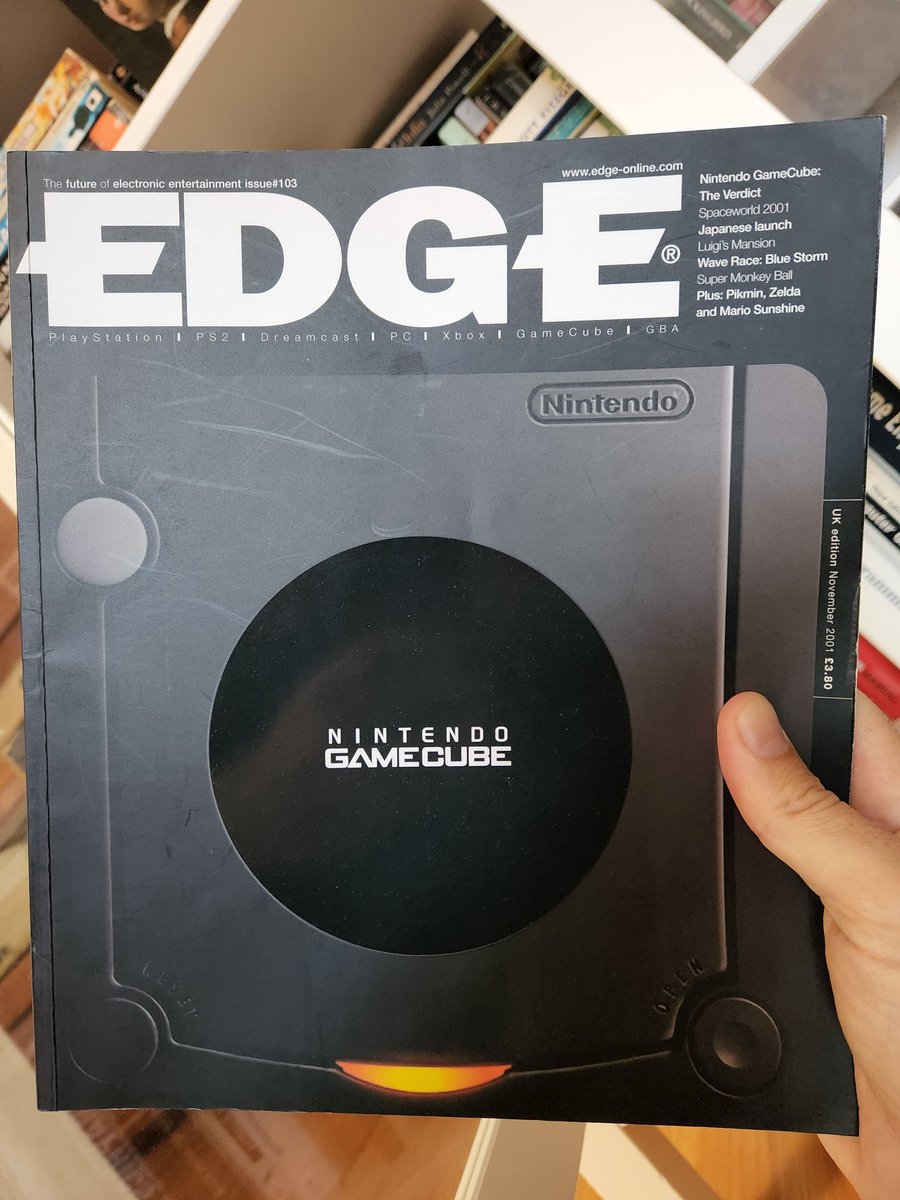 The future of electronic entertainment issue#103
www.edge-online.com
EDGE®
PlayStation I PS2 I Dreamcast I PC I Xbox I GameCube I GBA
Nintendo GameCube:
The Verdict
Spaceworld 2001
Japanese launch
Luigi's Mansion
Wave Race: Blue Storm
Super Monkey Ball
Plus: Pikmin, Zelda
and Mario Sunshine
Nintendo
UK edition November 2001 £3.80
NINTENDO
GAMECUBE
RESET
OPEN